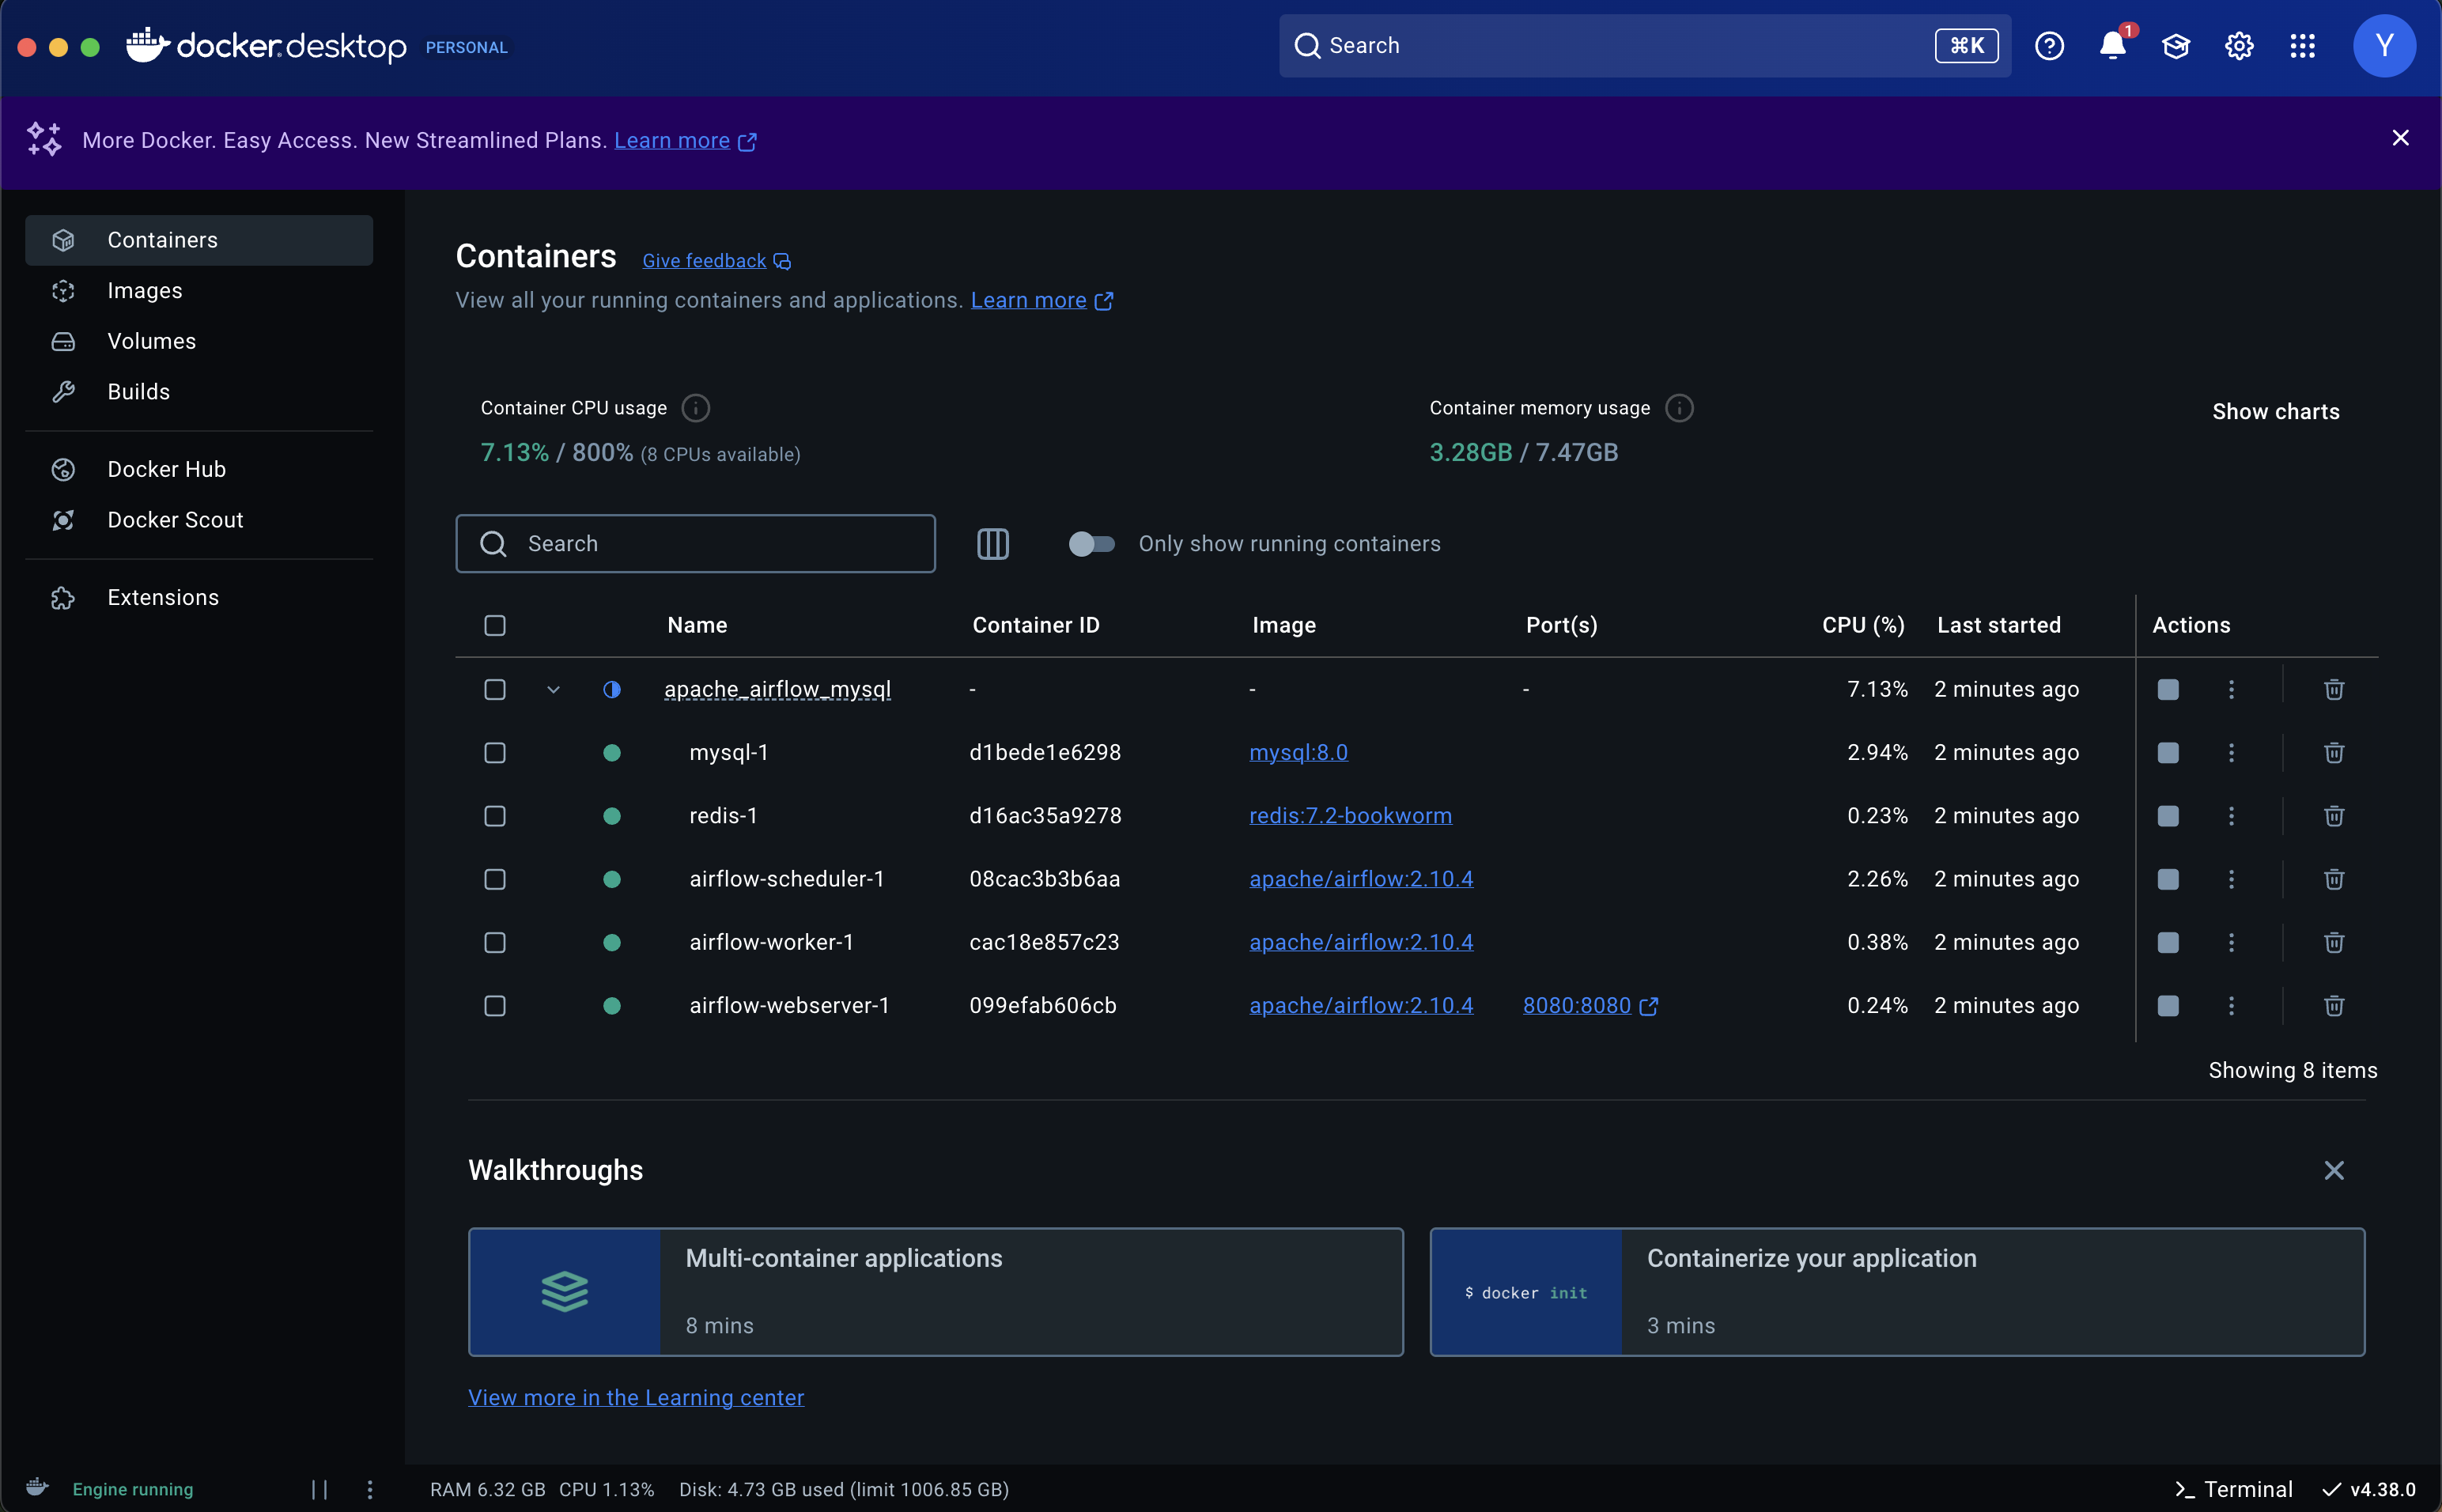 docker.desktop PERSONAL
Search ⌘K
1
Y
More Docker. Easy Access. New Streamlined Plans. Learn more
Containers
Images
Volumes
Builds
Docker Hub
Docker Scout
Extensions
Containers Give feedback
View all your running containers and applications. Learn more
Container CPU usage
7.13% / 800% (8 CPUs available)
Container memory usage
3.28GB / 7.47GB
Show charts
Search
Only show running containers
Name Container ID Image Port(s) CPU (%) Last started Actions
apache_airflow_mysql - - - 7.13% 2 minutes ago
mysql-1 d1bede1e6298 mysql:8.0 2.94% 2 minutes ago
redis-1 d16ac35a9278 redis:7.2-bookworm 0.23% 2 minutes ago
airflow-scheduler-1 08cac3b3b6aa apache/airflow:2.10.4 2.26% 2 minutes ago
airflow-worker-1 cac18e857c23 apache/airflow:2.10.4 0.38% 2 minutes ago
airflow-webserver-1 099efab606cb apache/airflow:2.10.4 8080:8080 0.24% 2 minutes ago
Showing 8 items
Walkthroughs
Multi-container applications
8 mins
$ docker init
Containerize your application
3 mins
View more in the Learning center
Engine running
RAM 6.32 GB CPU 1.13% Disk: 4.73 GB used (limit 1006.85 GB)
>_ Terminal
v4.38.0